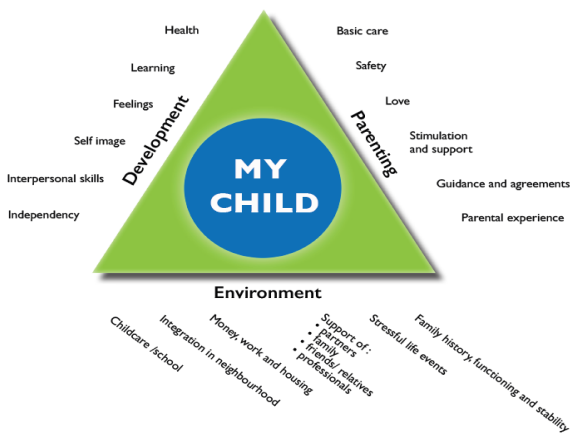 Health
Learning
Feelings
Self image
Interpersonal skills
Independency
Development
Basic care
Safety
Love
Stimulation
and support
Guidance and agreements
Parental experience
Parenting
MY
CHILD
Environment
Childcare /school
Integration in neighbourhood
Money, work and housing
Support of :
• partners
• family
• friends/ relatives
• professionals
Stressful life events
Family history, functioning and stability